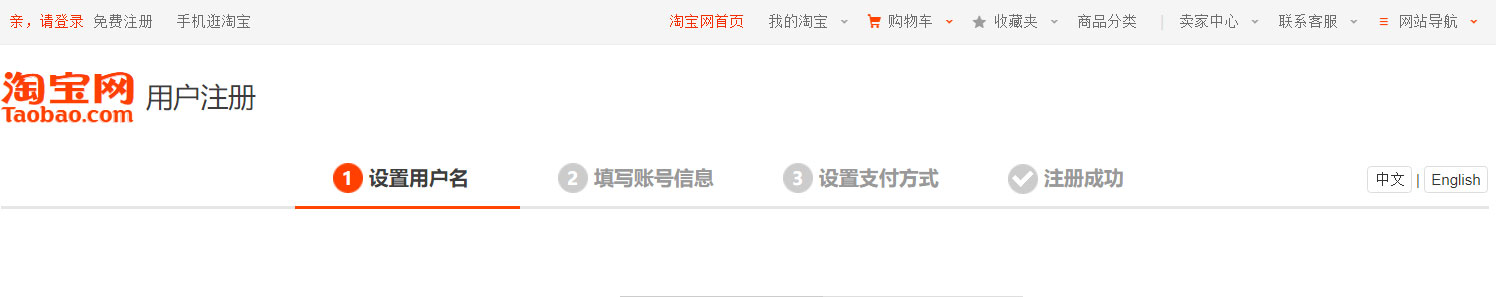 亲，请登录 免费注册 手机逛淘宝 淘宝网首页 我的淘宝 购物车 收藏夹 商品分类 | 卖家中心 联系客服 网站导航
淘宝网 用户注册
Taobao.com
1 设置用户名 2 填写账号信息 3 设置支付方式 注册成功 中文 | English